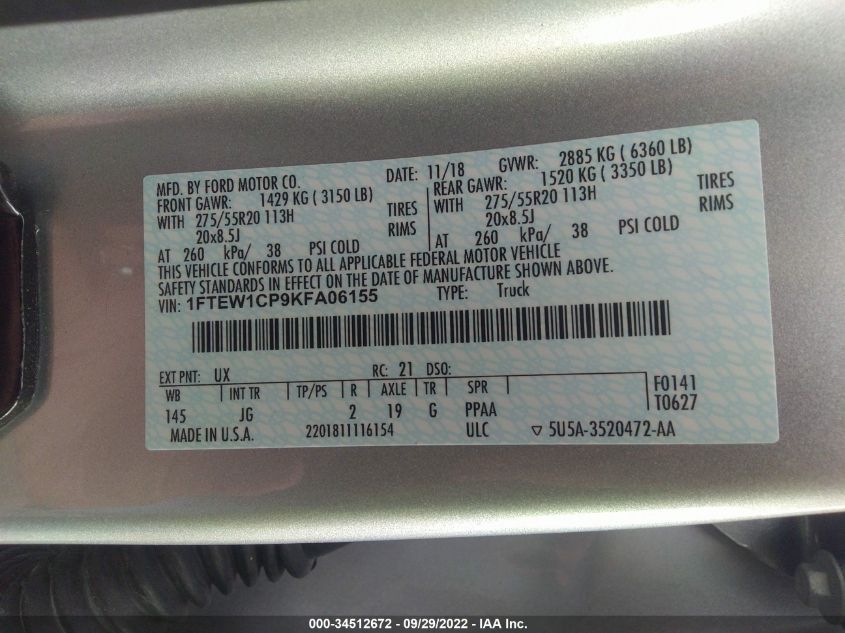 MFD. BY FORD MOTOR CO. DATE: 11/18 GVWR: 2885 KG ( 6360 LB)
FRONT GAWR: 1429 KG ( 3150 LB) REAR GAWR: 1520 KG ( 3350 LB)
WITH 275/55R20 113H TIRES WITH 275/55R20 113H TIRES
20x8.5J RIMS 20x8.5J RIMS
AT 260 kPa/ 38 PSI COLD AT 260 kPa/ 38 PSI COLD
THIS VEHICLE CONFORMS TO ALL APPLICABLE FEDERAL MOTOR VEHICLE
SAFETY STANDARDS IN EFFECT ON THE DATE OF MANUFACTURE SHOWN ABOVE.
VIN: 1FTEW1CP9KFA06155 TYPE: Truck
EXT PNT: UX RC: 21 DSO:
WB INT TR TP/PS R AXLE TR SPR F0141
145 JG 2 19 G PPAA T0627
MADE IN U.S.A. 2201811116154 ULC ▽ 5U5A-3520472-AA
000-34512672 - 09/29/2022 - IAA Inc.